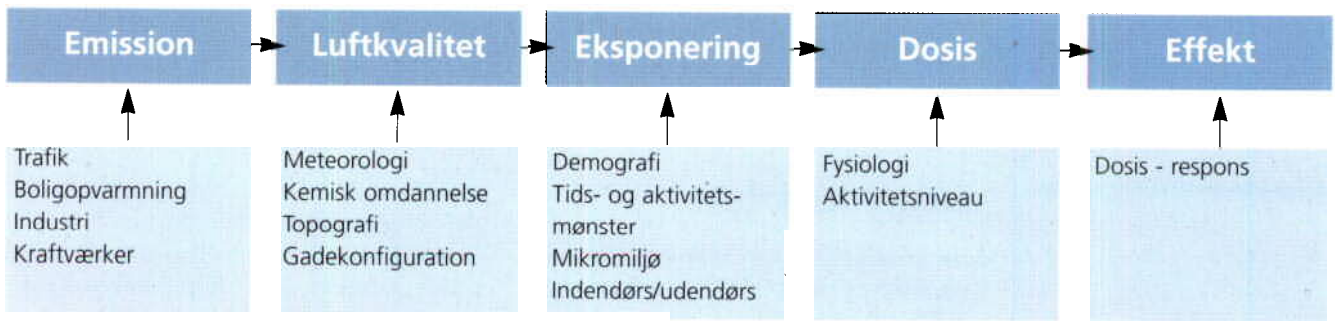 Emission
Luftkvalitet
Eksponering
Dosis
Effekt
Trafik
Boligopvarmning
Industri
Kraftværker
Meteorologi
Kemisk omdannelse
Topografi
Gadekonfiguration
Demografi
Tids- og aktivitets-
mønster
Mikromiljø
Indendørs/udendørs
Fysiologi
Aktivitetsniveau
Dosis - respons